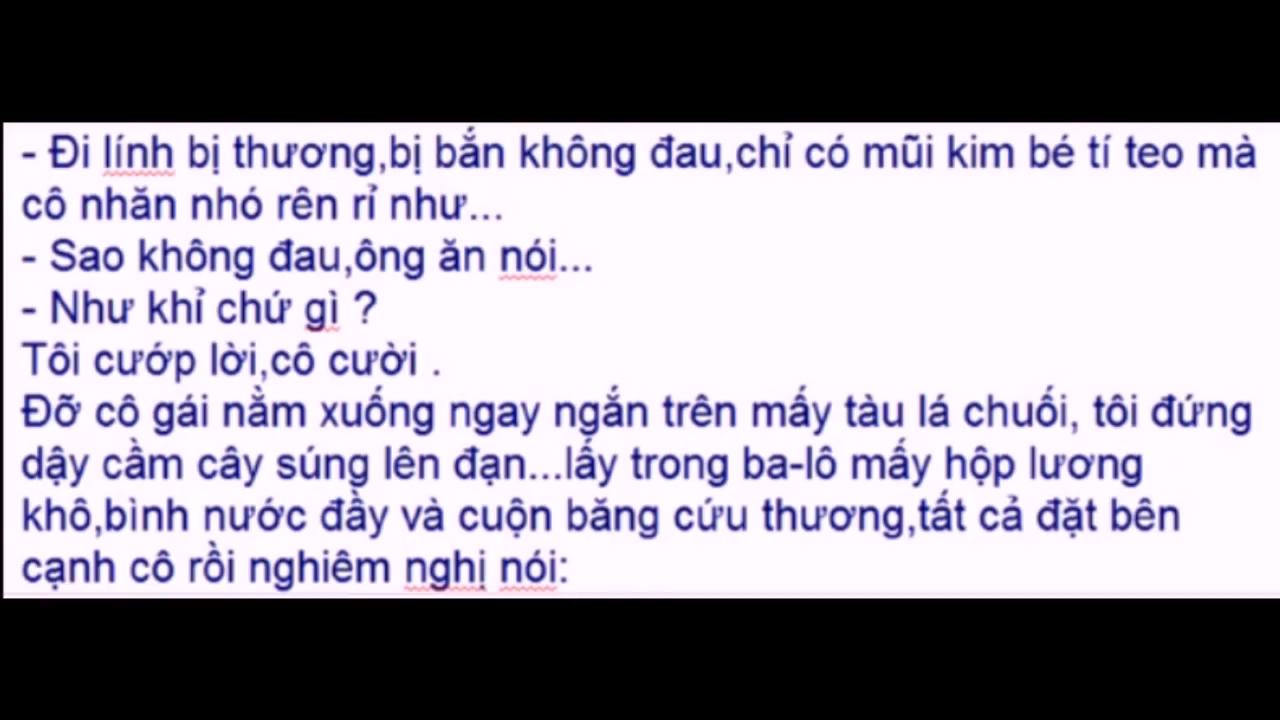 - Đi lính bị thương,bị bắn không đau,chỉ có mũi kim bé tí teo mà
cô nhăn nhó rên rỉ như...
- Sao không đau,ông ăn nói...
- Như khỉ chứ gì ?
Tôi cướp lời,cô cười .
Đỡ cô gái nằm xuống ngay ngắn trên mấy tàu lá chuối, tôi đứng
dậy cầm cây súng lên đạn...lấy trong ba-lô mấy hộp lương
khô,bình nước đầy và cuộn băng cứu thương,tất cả đặt bên
cạnh cô rồi nghiêm nghị nói: